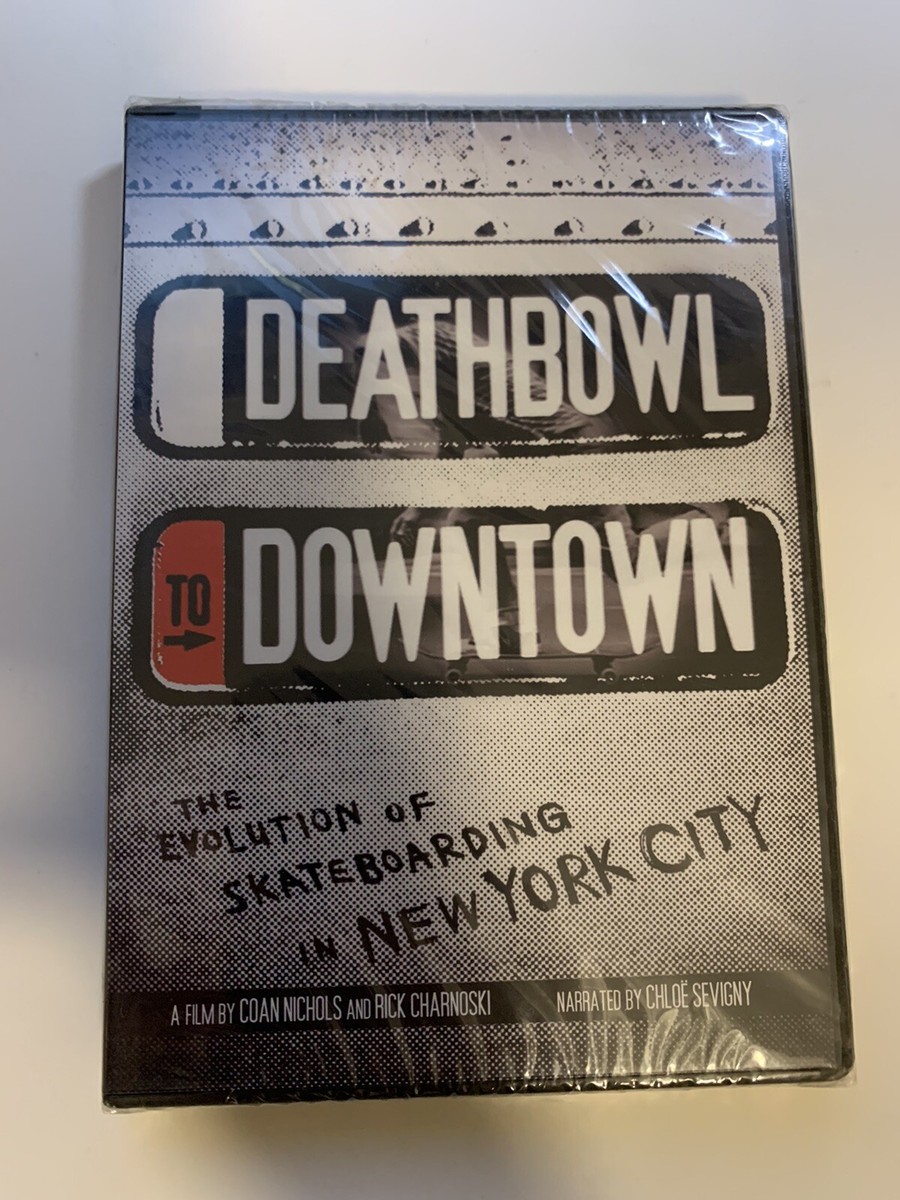 DEATHBOWL
TO DOWNTOWN
THE
EVOLUTION OF
SKATEBOARDING
IN NEW YORK CITY
A FILM BY COAN NICHOLS AND RICK CHARNOSKI NARRATED BY CHLOË SEVIGNY